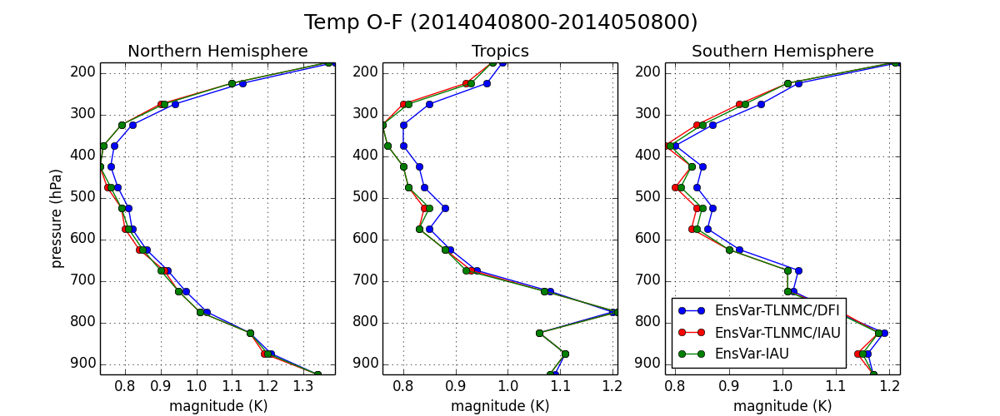 Temp O-F (2014040800-2014050800)
Northern Hemisphere
Tropics
Southern Hemisphere
pressure (hPa)
200
300
400
500
600
700
800
900
0.8 0.9 1.0 1.1 1.2 1.3
magnitude (K)
200
300
400
500
600
700
800
900
0.8 0.9 1.0 1.1 1.2
magnitude (K)
200
300
400
500
600
700
800
900
0.8 0.9 1.0 1.1 1.2
magnitude (K)
EnsVar-TLNMC/DFI
EnsVar-TLNMC/IAU
EnsVar-IAU